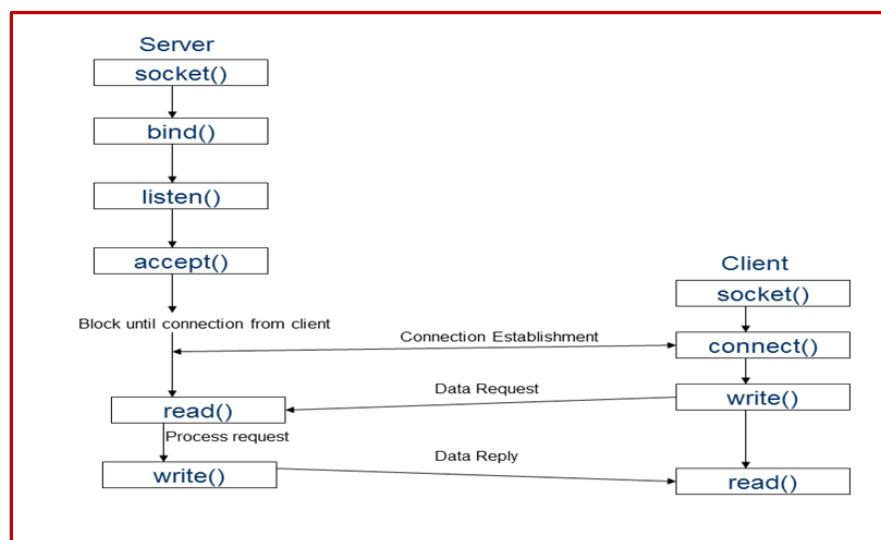 Server
socket()
bind()
listen()
accept()
Block until connection from client
Client
socket()
Connection Establishment
connect()
Data Request
write()
read()
Process request
Data Reply
write()
read()